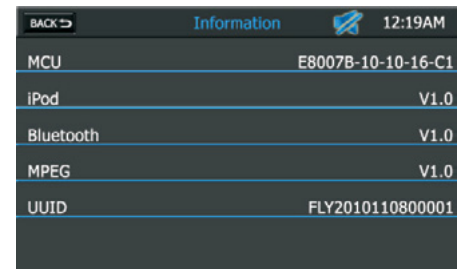 BACK Information 12:19AM
MCU E8007B-10-10-16-C1
iPod V1.0
Bluetooth V1.0
MPEG V1.0
UUID FLY2010110800001